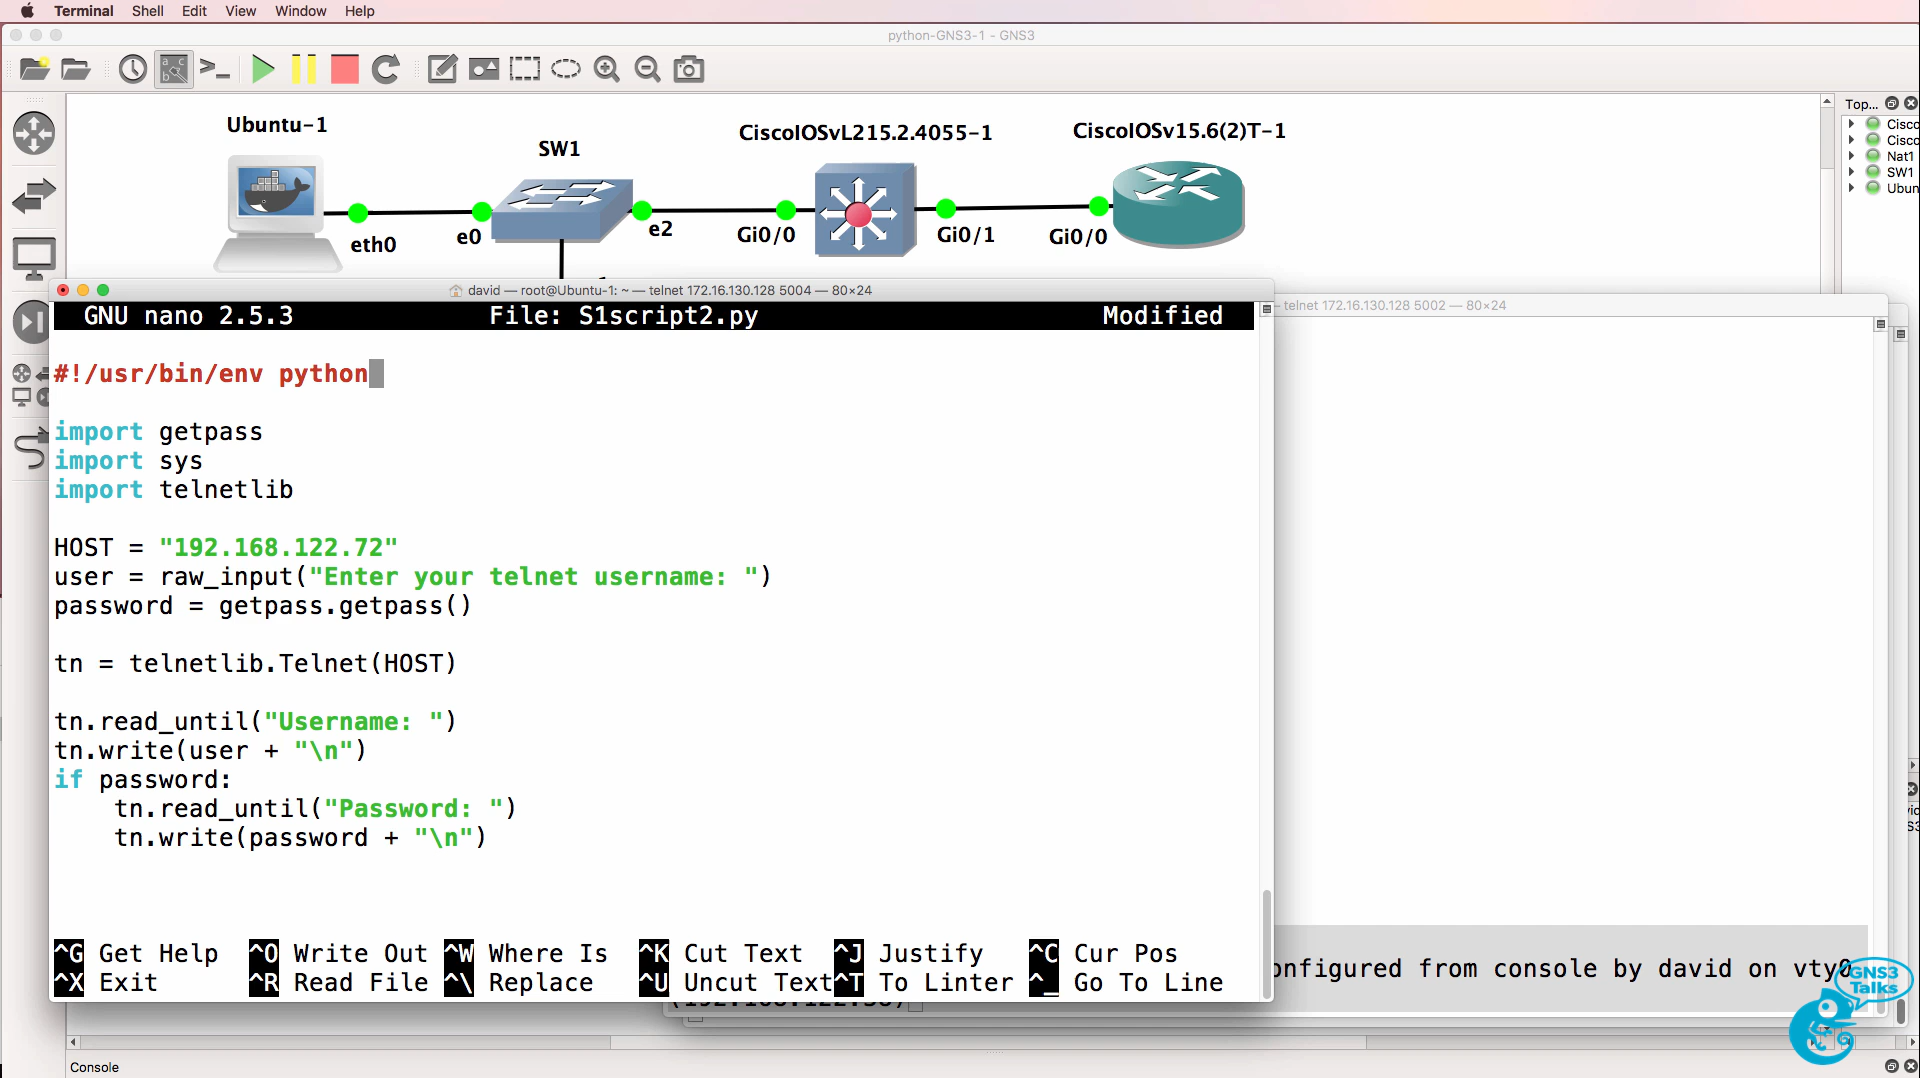 Terminal Shell Edit View Window Help
python-GNS3-1 - GNS3
Ubuntu-1
SW1
CiscoIOSvL215.2.4055-1
CiscoIOSv15.6(2)T-1
eth0
e0
e2
Gi0/0
Gi0/1
Gi0/0
Top...
Cisco
Cisco
Nat1
SW1
Ubun
david — root@Ubuntu-1: ~ — telnet 172.16.130.128 5004 — 80×24
telnet 172.16.130.128 5002 — 80×24
GNU nano 2.5.3 File: S1script2.py Modified
#!/usr/bin/env python
import getpass
import sys
import telnetlib
HOST = "192.168.122.72"
user = raw_input("Enter your telnet username: ")
password = getpass.getpass()
tn = telnetlib.Telnet(HOST)
tn.read_until("Username: ")
tn.write(user + "\n")
if password:
    tn.read_until("Password: ")
    tn.write(password + "\n")
^G Get Help ^O Write Out ^W Where Is ^K Cut Text ^J Justify ^C Cur Pos
^X Exit ^R Read File ^\ Replace ^U Uncut Text ^T To Linter ^_ Go To Line
onfigured from console by david on vty0
GNS3
Talks
Console